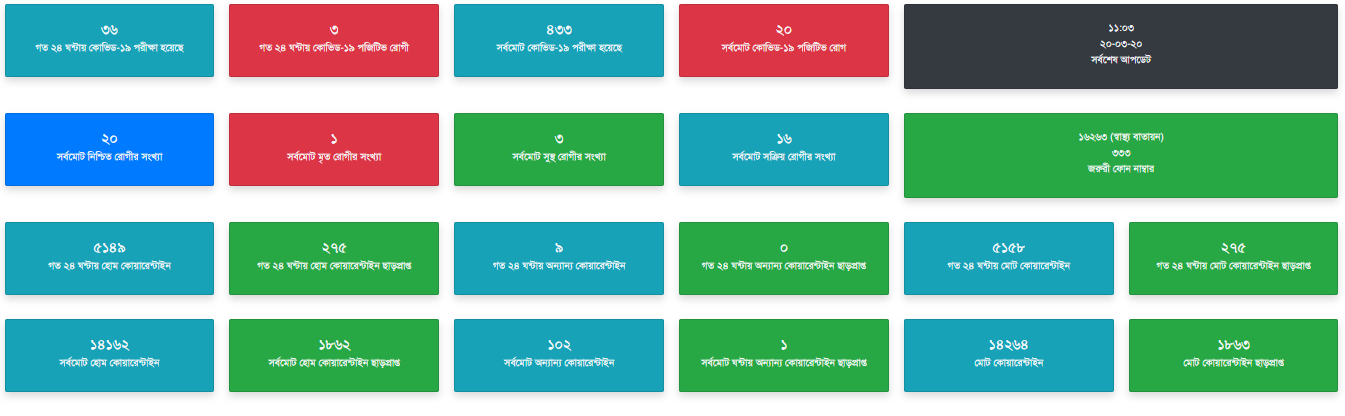 ৩৬
গত ২৪ ঘন্টায় কোভিড-১৯ পরীক্ষা হয়েছে
৩
গত ২৪ ঘন্টায় কোভিড-১৯ পজিটিভ রোগী
৪৩৩
সর্বমোট কোভিড-১৯ পরীক্ষা হয়েছে
২০
সর্বমোট কোভিড-১৯ পজিটিভ রোগ
১১:০৩
২০-০৩-২০
সর্বশেষ আপডেট
২০
সর্বমোট নিশ্চিত রোগীর সংখ্যা
১
সর্বমোট মৃত রোগীর সংখ্যা
৩
সর্বমোট সুস্থ রোগীর সংখ্যা
১৬
সর্বমোট সক্রিয় রোগীর সংখ্যা
১৬২৬৩ (স্বাস্থ্য বাতায়ন)
৩৩৩
জরুরী ফোন নাম্বার
৫১৪৯
গত ২৪ ঘন্টায় হোম কোয়ারেন্টাইন
২৭৫
গত ২৪ ঘন্টায় হোম কোয়ারেন্টাইন ছাড়প্রাপ্ত
৯
গত ২৪ ঘন্টায় অন্যান্য কোয়ারেন্টাইন
০
গত ২৪ ঘন্টায় অন্যান্য কোয়ারেন্টাইন ছাড়প্রাপ্ত
৫১৫৮
গত ২৪ ঘন্টায় মোট কোয়ারেন্টাইন
২৭৫
গত ২৪ ঘন্টায় মোট কোয়ারেন্টাইন ছাড়প্রাপ্ত
১৪১৬২
সর্বমোট হোম কোয়ারেন্টাইন
১৮৬২
সর্বমোট হোম কোয়ারেন্টাইন ছাড়প্রাপ্ত
১০২
সর্বমোট অন্যান্য কোয়ারেন্টাইন
১
সর্বমোট ঘন্টায় অন্যান্য কোয়ারেন্টাইন ছাড়প্রাপ্ত
১৪২৬৪
মোট কোয়ারেন্টাইন
১৮৬৩
মোট কোয়ারেন্টাইন ছাড়প্রাপ্ত